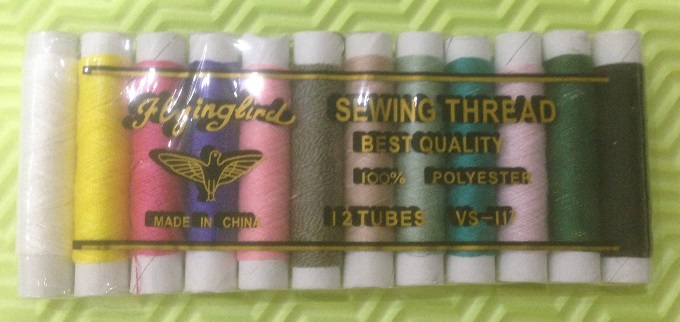 Flyingbird
SEWING THREAD
BEST QUALITY
100% POLYESTER
MADE IN CHINA
12 TUBES VS-117